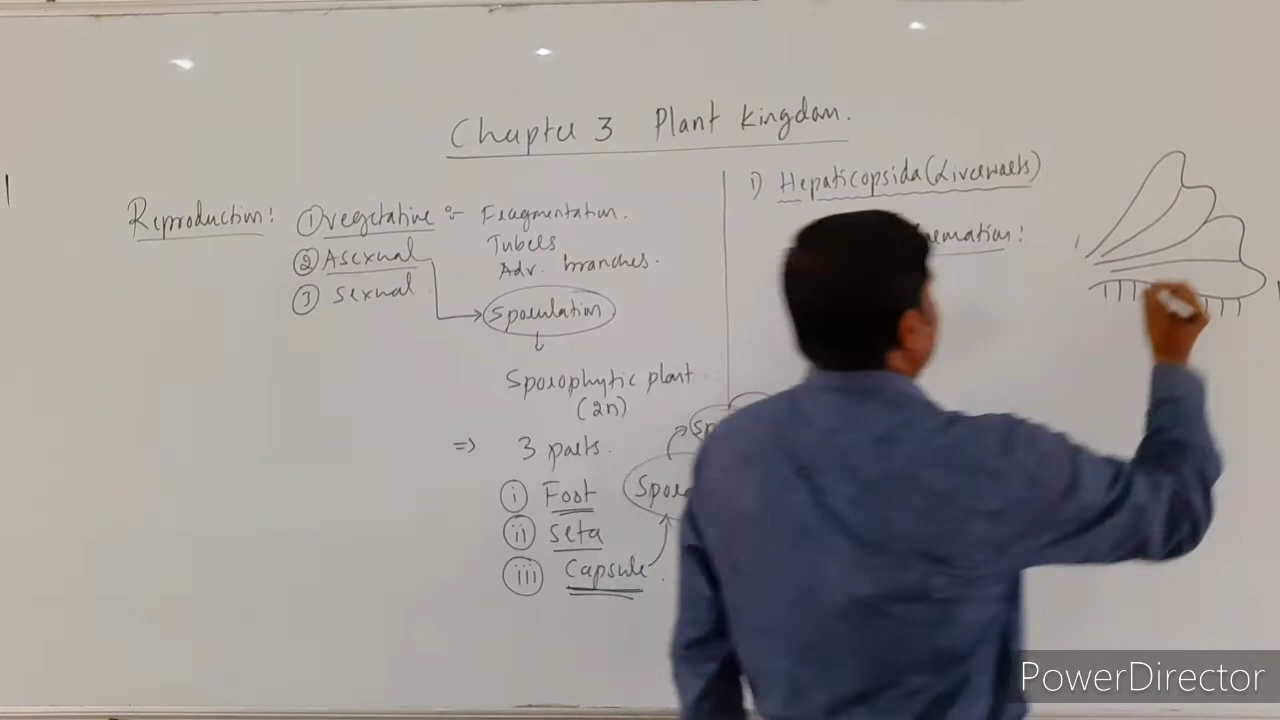 Chapter 3 Plant Kingdom.
Reproduction: ① vegetative :- Fragmentation.
Tubers
Adv. branches.
② Asexual
③ Sexual
Sporulation
Sporophytic plant
(2n)
=> 3 parts.
(i) Foot
(ii) Seta
(iii) Capsule
1) Hepaticopsida (Liverwarts)
PowerDirector